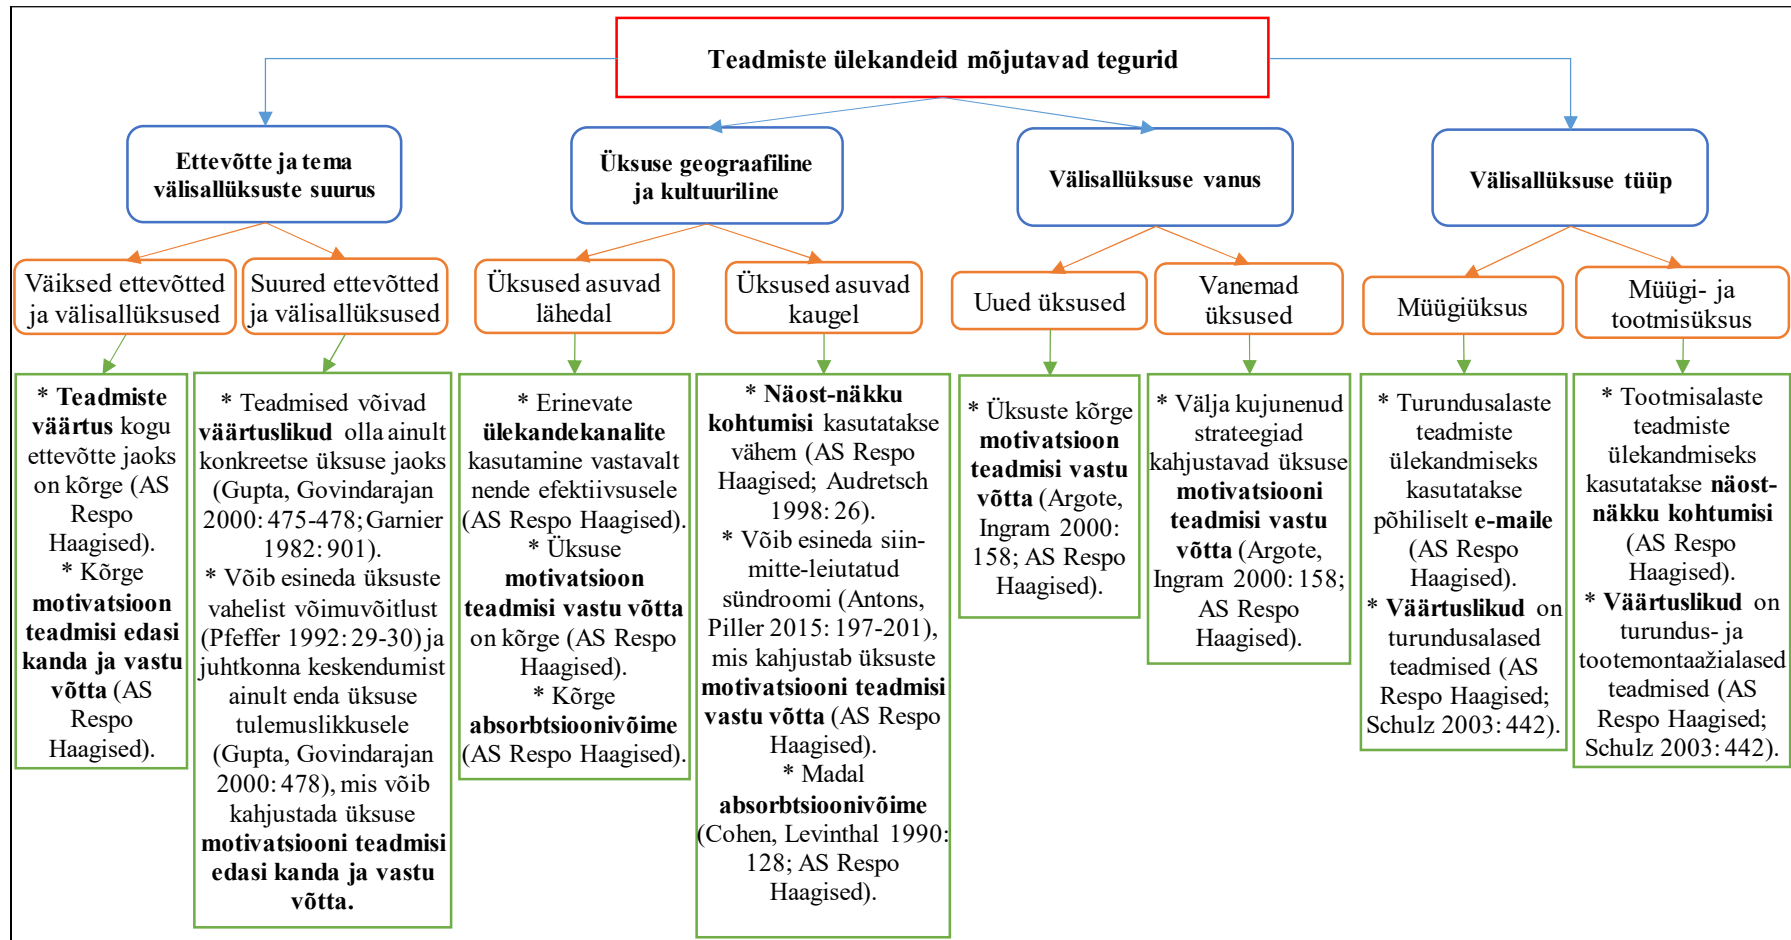 Teadmiste ülekandeid mõjutavad tegurid
Ettevõtte ja tema
välisallüksuste suurus
Üksuse geograafiline
ja kultuuriline
Välisallüksuse vanus
Välisallüksuse tüüp
Väiksed ettevõtted
ja välisallüksused
Suured ettevõtted
ja välisallüksused
Üksused asuvad
lähedal
Üksused asuvad
kaugel
Uued üksused
Vanemad
üksused
Müügiüksus
Müügi- ja
tootmisüksus
* Teadmiste
väärtus kogu
ettevõtte jaoks
on kõrge (AS
Respo
Haagised).
* Kõrge
motivatsioon
teadmisi edasi
kanda ja vastu
võtta (AS
Respo
Haagised).
* Teadmised võivad
väärtuslikud olla ainult
konkreetse üksuse jaoks
(Gupta, Govindarajan
2000: 475-478; Garnier
1982: 901).
* Võib esineda üksuste
vahelist võimuvõitlust
(Pfeffer 1992: 29-30) ja
juhtkonna keskendumist
ainult enda üksuse
tulemuslikkusele
(Gupta, Govindarajan
2000: 478), mis võib
kahjustada üksuse
motivatsiooni teadmisi
edasi kanda ja vastu
võtta.
* Erinevate
ülekandekanalite
kasutamine vastavalt
nende efektiivsusele
(AS Respo Haagised).
* Üksuse
motivatsioon
teadmisi vastu võtta
on kõrge (AS Respo
Haagised).
* Kõrge
absorbtsioonivõime
(AS Respo Haagised).
* Näost-näkku
kohtumisi kasutatakse
vähem (AS Respo
Haagised; Audretsch
1998: 26).
* Võib esineda siin-
mitte-leiutatud
sündroomi (Antons,
Piller 2015: 197-201),
mis kahjustab üksuste
motivatsiooni teadmisi
vastu võtta (AS Respo
Haagised).
* Madal
absorbtsioonivõime
(Cohen, Levinthal 1990:
128; AS Respo
Haagised).
* Üksuste kõrge
motivatsioon
teadmisi vastu
võtta (Argote,
Ingram 2000:
158; AS Respo
Haagised).
* Välja kujunenud
strateegiad
kahjustavad üksuse
motivatsiooni
teadmisi vastu
võtta (Argote,
Ingram 2000: 158;
AS Respo
Haagised).
* Turundusalaste
teadmiste
ülekandmiseks
kasutatakse
põhiliselt e-maile
(AS Respo
Haagised).
* Väärtuslikud on
turundusalased
teadmised (AS
Respo Haagised;
Schulz 2003: 442).
* Tootmisalaste
teadmiste
ülekandmiseks
kasutatakse näost-
näkku kohtumisi
(AS Respo
Haagised).
* Väärtuslikud on
turundus- ja
tootemontaažialased
teadmised (AS
Respo Haagised;
Schulz 2003: 442).